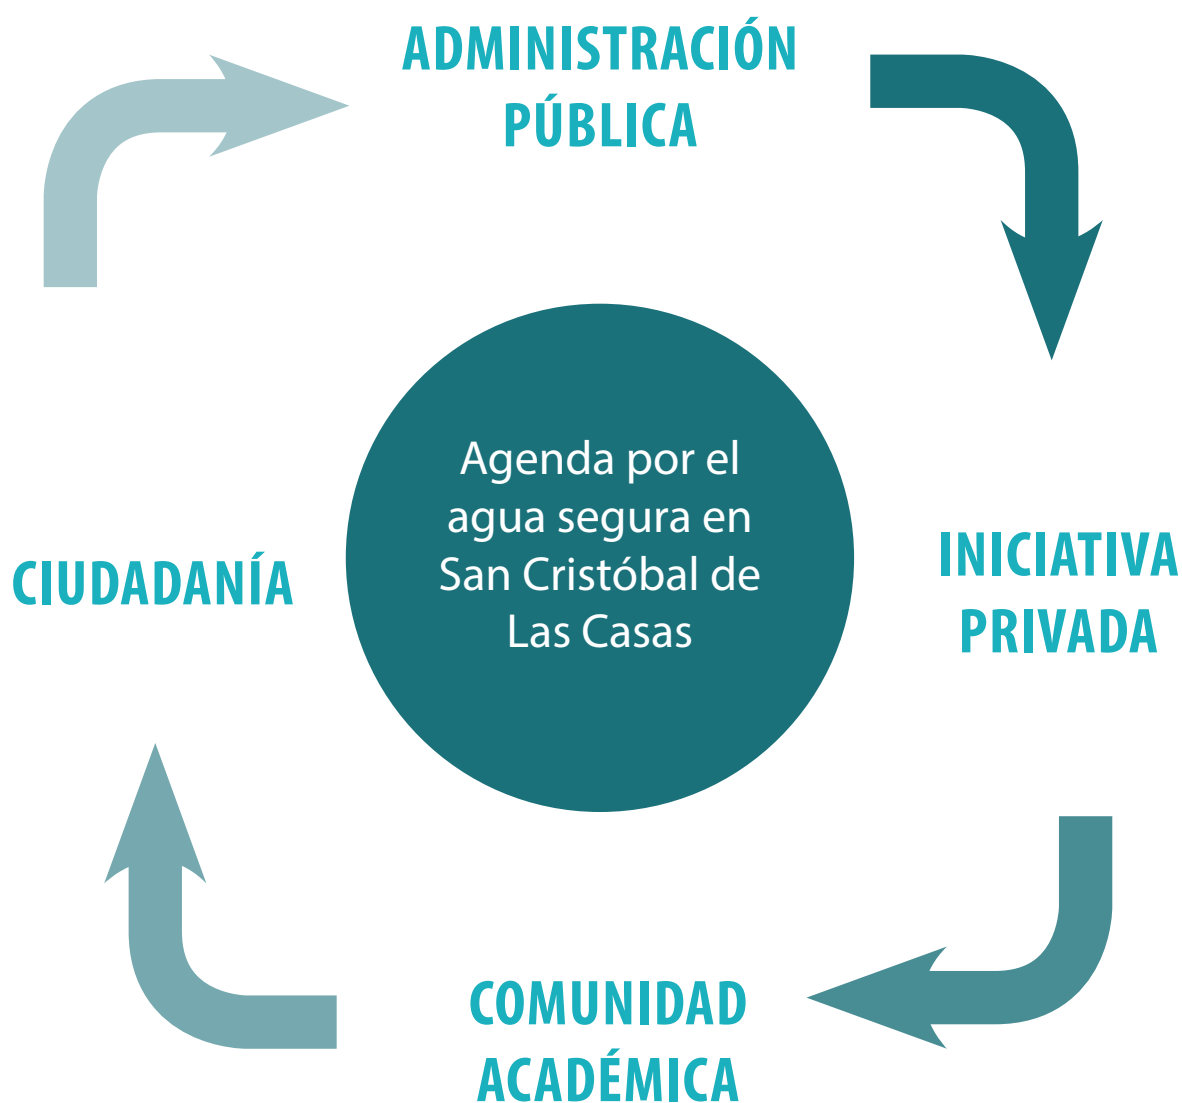 ADMINISTRACIÓN
PÚBLICA
Agenda por el
agua segura en
San Cristóbal de
Las Casas
CIUDADANÍA
INICIATIVA
PRIVADA
COMUNIDAD
ACADÉMICA